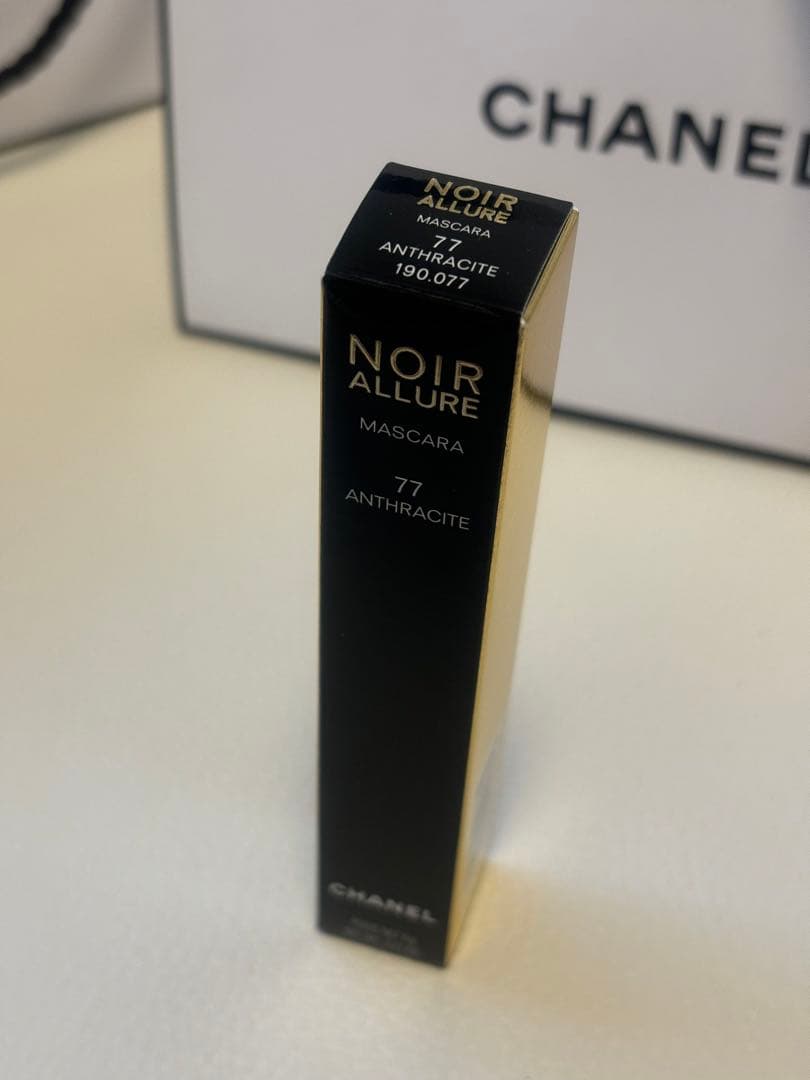 CHANEL
NOIR
ALLURE
MASCARA
77
ANTHRACITE
190.077
NOIR
ALLURE
MASCARA
77
ANTHRACITE
CHANEL